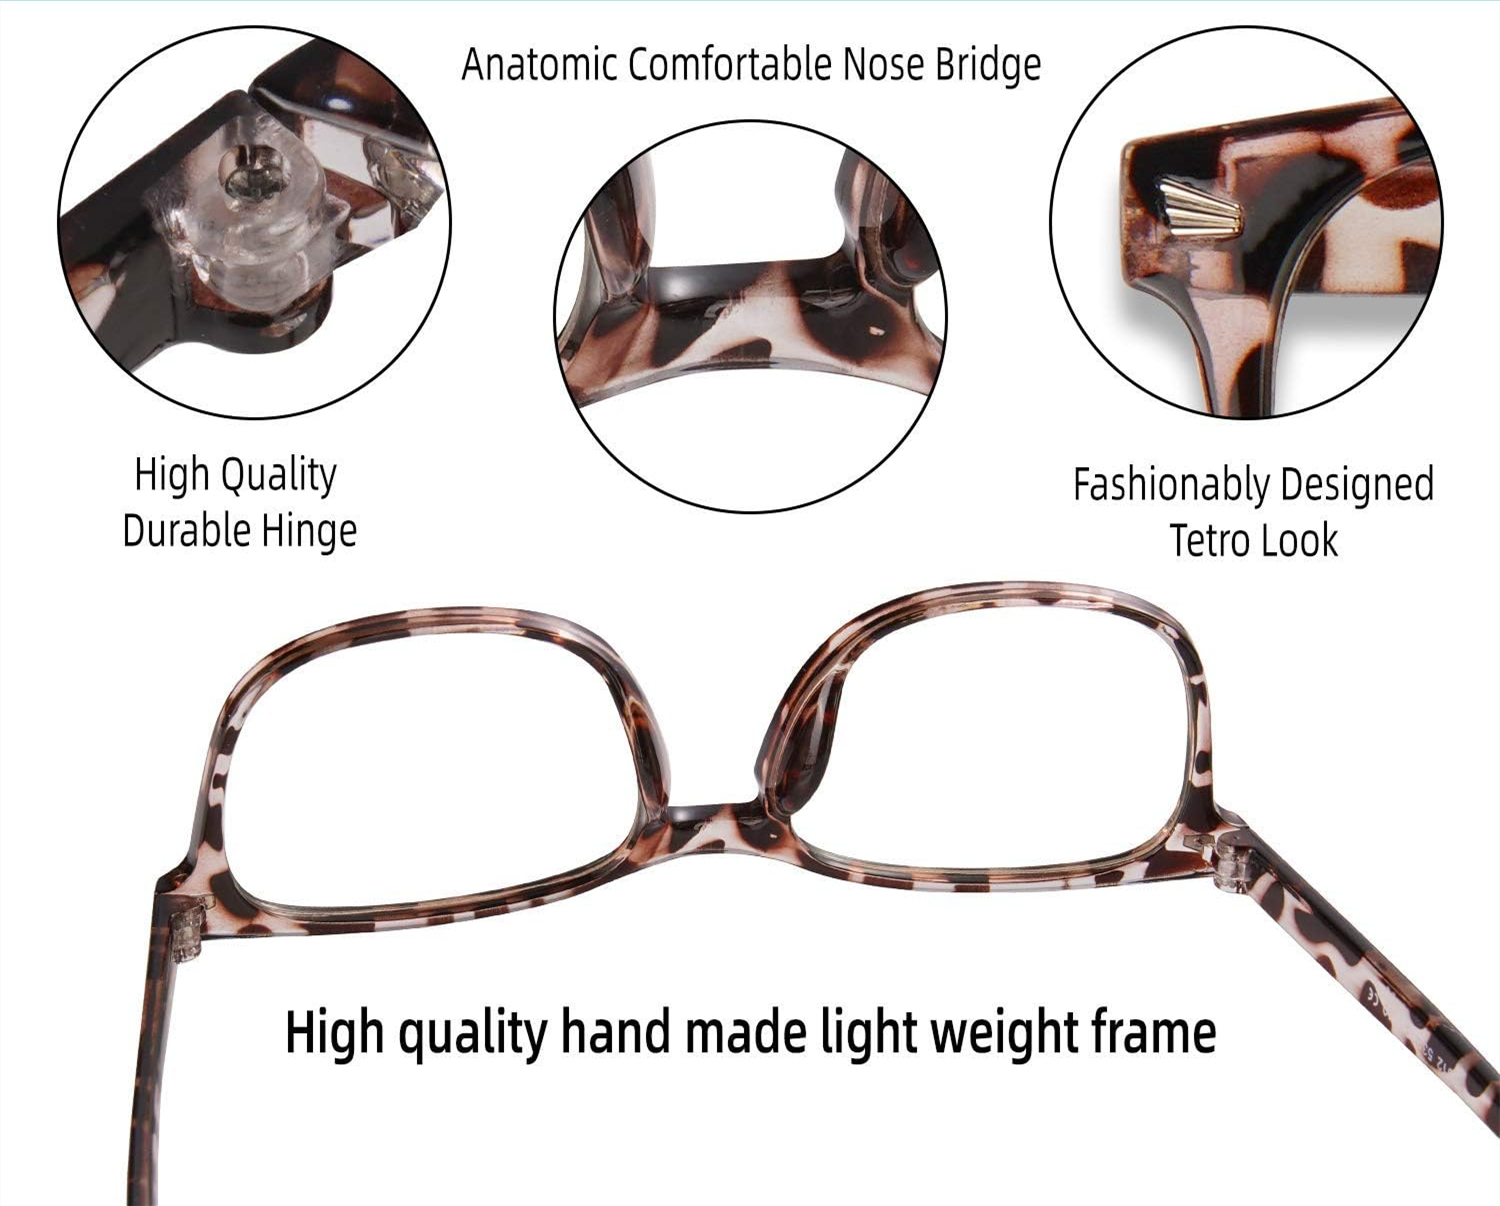 Anatomic Comfortable Nose Bridge
High Quality
Durable Hinge
Fashionably Designed
Tetro Look
High quality hand made light weight frame
CE